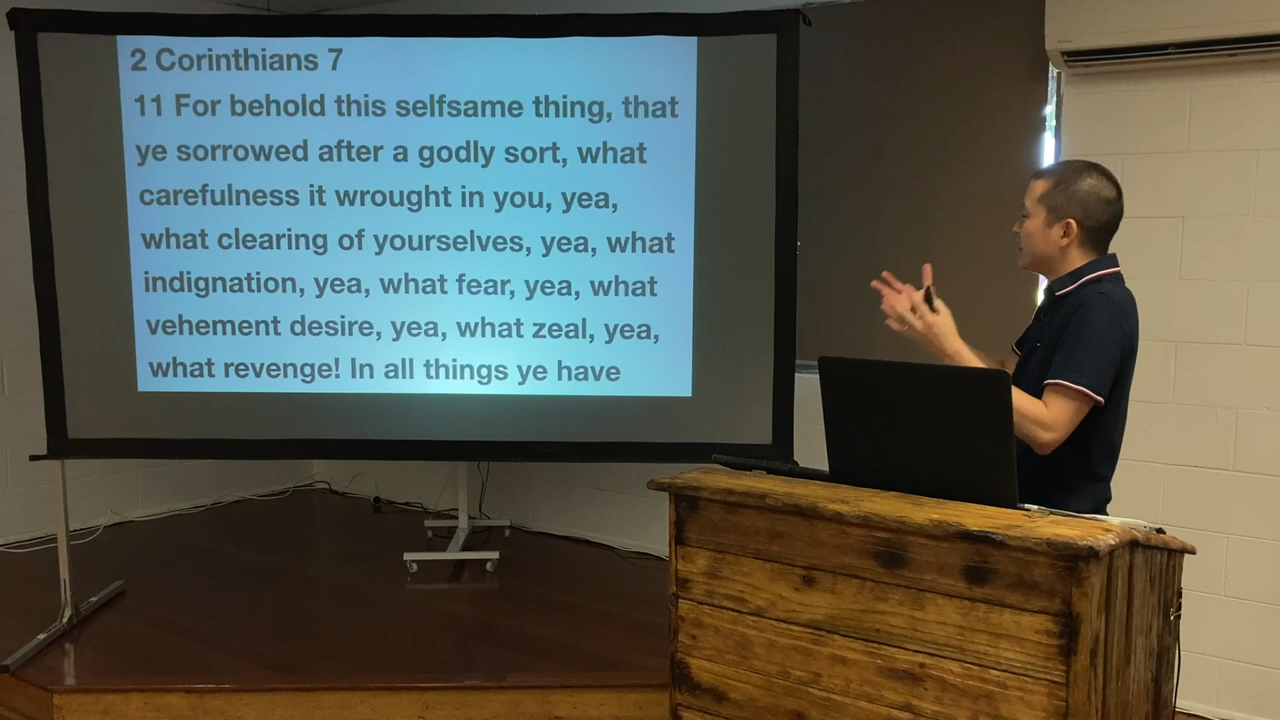 2 Corinthians 7
11 For behold this selfsame thing, that
ye sorrowed after a godly sort, what
carefulness it wrought in you, yea,
what clearing of yourselves, yea, what
indignation, yea, what fear, yea, what
vehement desire, yea, what zeal, yea,
what revenge! In all things ye have